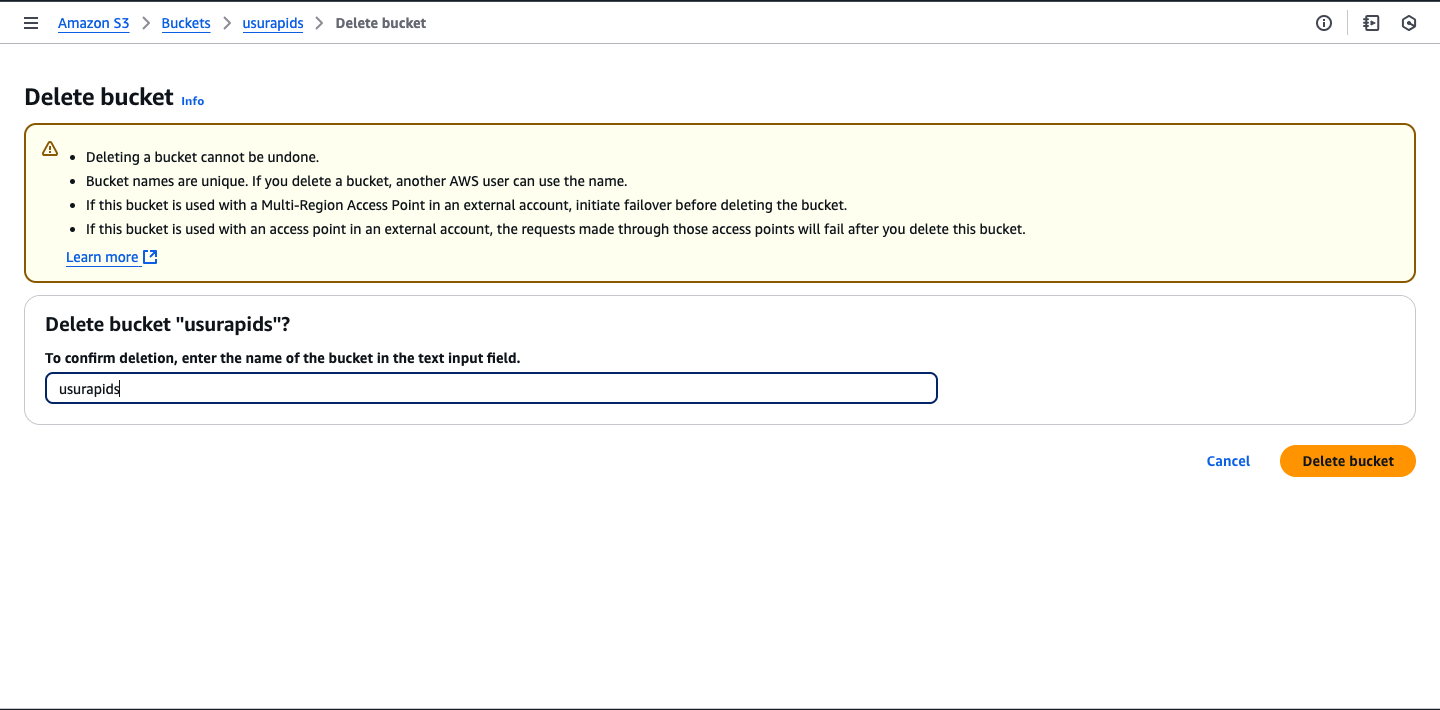 Amazon S3 > Buckets > usurapids > Delete bucket
Delete bucket Info
• Deleting a bucket cannot be undone.
• Bucket names are unique. If you delete a bucket, another AWS user can use the name.
• If this bucket is used with a Multi-Region Access Point in an external account, initiate failover before deleting the bucket.
• If this bucket is used with an access point in an external account, the requests made through those access points will fail after you delete this bucket.
Learn more
Delete bucket "usurapids"?
To confirm deletion, enter the name of the bucket in the text input field.
usurapids
Cancel Delete bucket